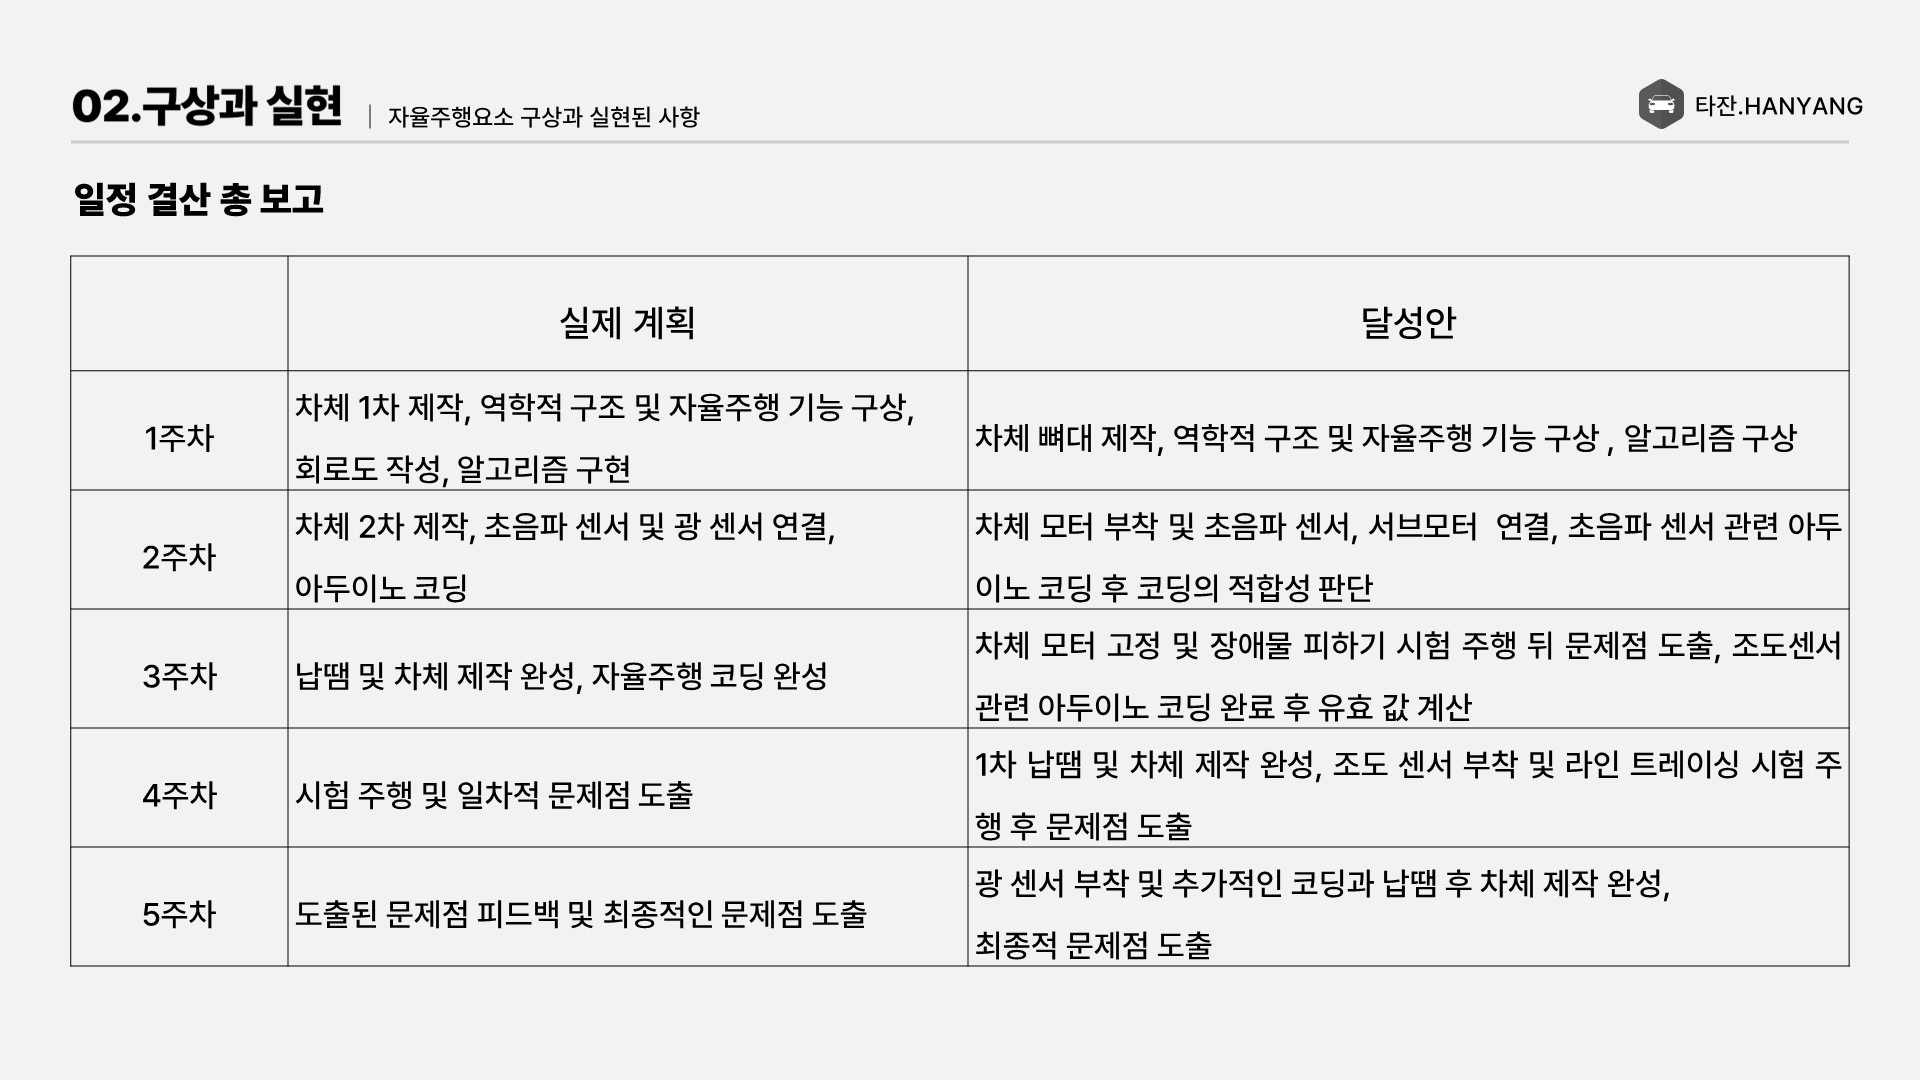 02.구상과 실현
자율주행요소 구상과 실현된 사항
타잔.HANYANG
일정 결산 총 보고
실제 계획
달성안
1주차
차체 1차 제작, 역학적 구조 및 자율주행 기능 구상,
회로도 작성, 알고리즘 구현
차체 뼈대 제작, 역학적 구조 및 자율주행 기능 구상 , 알고리즘 구상
2주차
차체 2차 제작, 초음파 센서 및 광 센서 연결,
아두이노 코딩
차체 모터 부착 및 초음파 센서, 서브모터  연결, 초음파 센서 관련 아두
이노 코딩 후 코딩의 적합성 판단
3주차
납땜 및 차체 제작 완성, 자율주행 코딩 완성
차체 모터 고정 및 장애물 피하기 시험 주행 뒤 문제점 도출, 조도센서
관련 아두이노 코딩 완료 후 유효 값 계산
4주차
시험 주행 및 일차적 문제점 도출
1차 납땜 및 차체 제작 완성, 조도 센서 부착 및 라인 트레이싱 시험 주
행 후 문제점 도출
5주차
도출된 문제점 피드백 및 최종적인 문제점 도출
광 센서 부착 및 추가적인 코딩과 납땜 후 차체 제작 완성,
최종적 문제점 도출